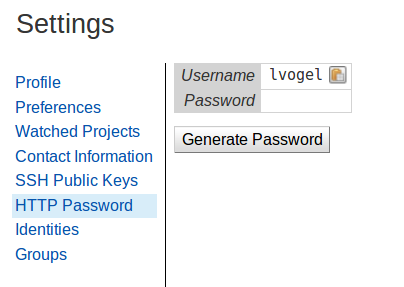 Settings
Profile
Preferences
Watched Projects
Contact Information
SSH Public Keys
HTTP Password
Identities
Groups
Username lvogel
Password
Generate Password